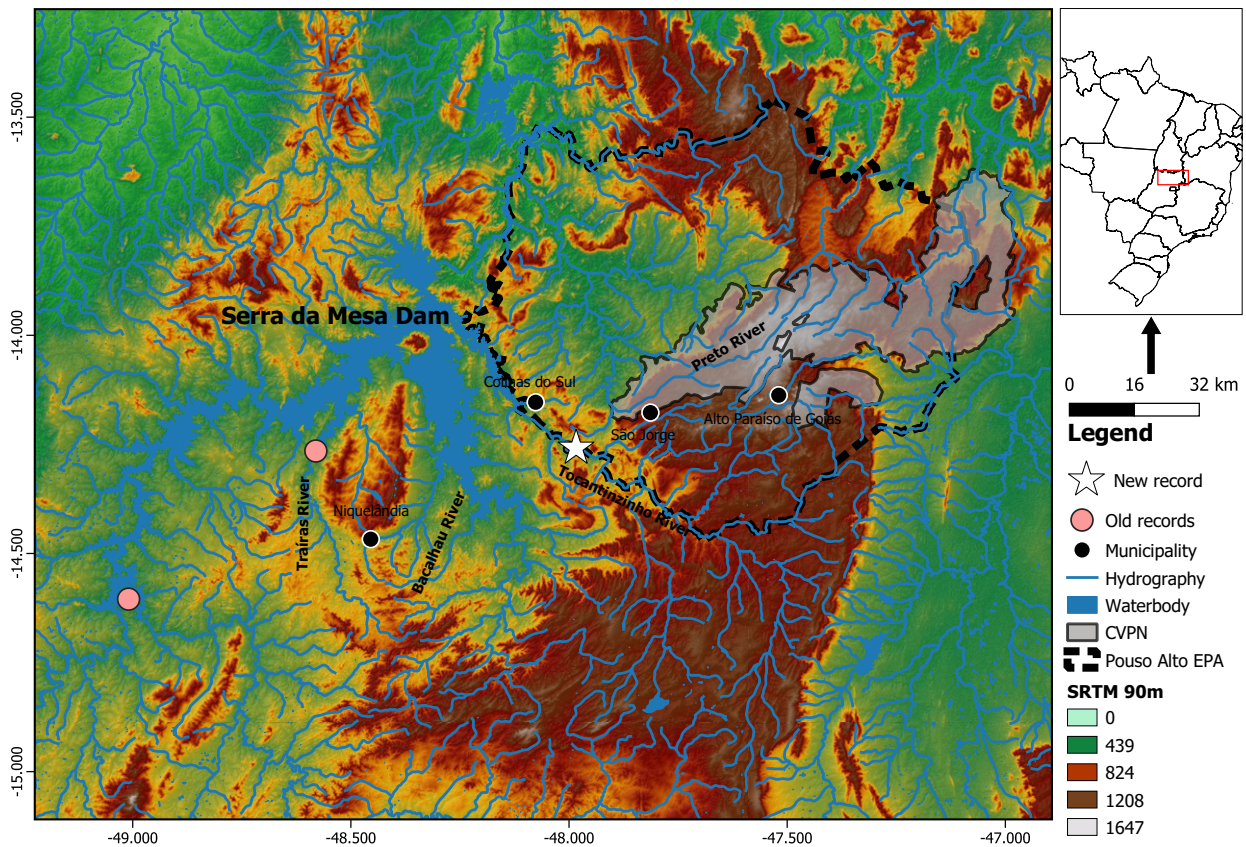 -13.500
-14.000
-14.500
-15.000
-49.000
-48.500
-48.000
-47.500
-47.000
Serra da Mesa Dam
Preto River
Colinas do Sul
São Jorge
Alto Paraíso de Goiás
Tocantinzinho River
Traíras River
Niquelândia
Bacalhau River
0 16 32 km
Legend
New record
Old records
Municipality
Hydrography
Waterbody
CVPN
Pouso Alto EPA
SRTM 90m
0
439
824
1208
1647